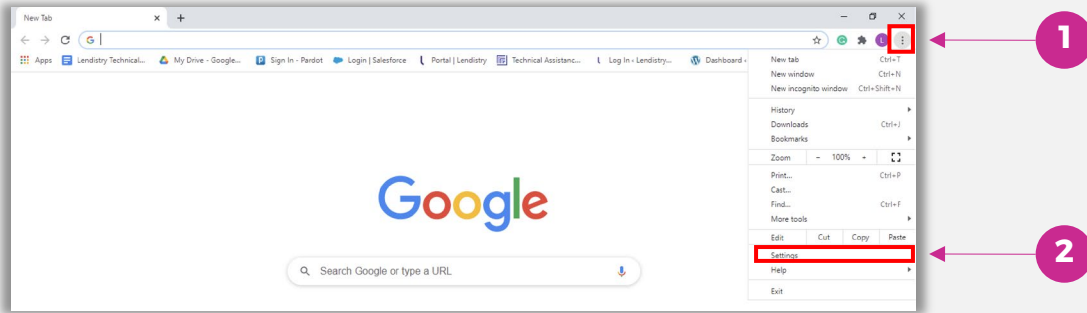 New Tab
1
Apps Lendistry Technical... My Drive - Google... Sign In - Pardot Login | Salesforce Portal | Lendistry Technical Assistanc... Log In ‹ Lendistry... Dashboard ‹
New tab Ctrl+T
New window Ctrl+N
New incognito window Ctrl+Shift+N
History
Downloads Ctrl+J
Bookmarks
Zoom - 100% +
Print... Ctrl+P
Cast...
Find... Ctrl+F
More tools
Edit Cut Copy Paste
Settings
2
Help
Exit
Google
Search Google or type a URL